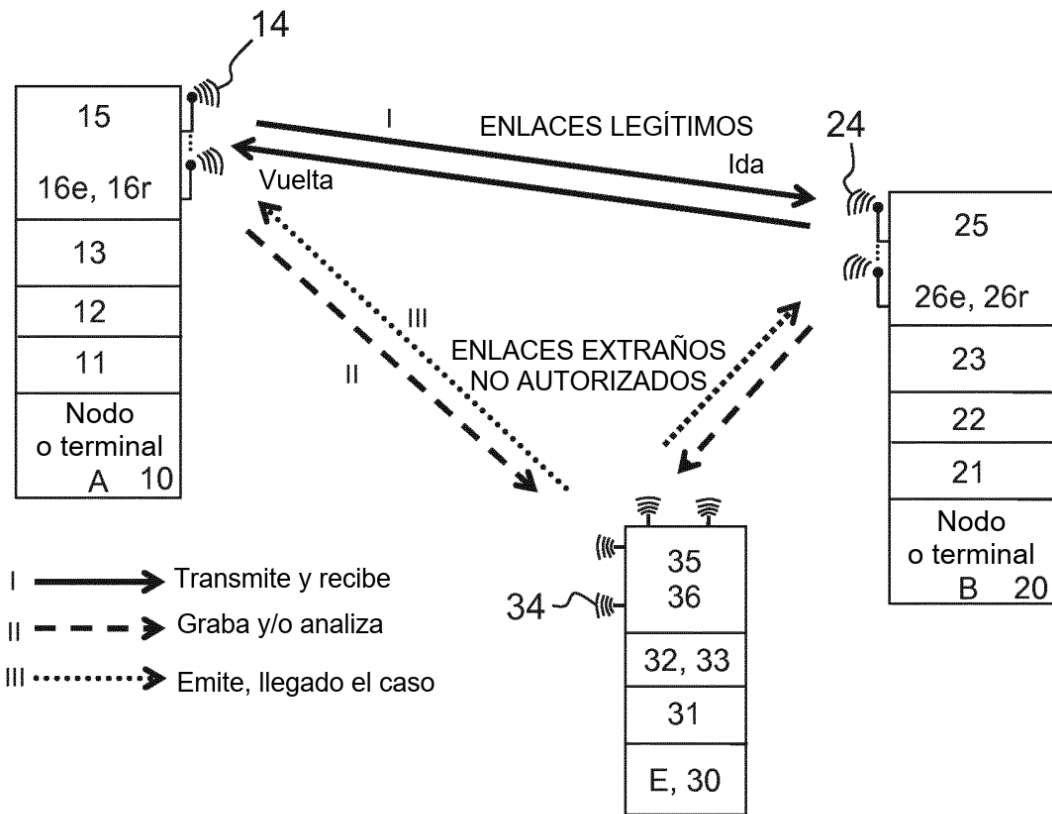 14
15
16e, 16r
13
12
11
Nodo
o terminal
A 10
I
ENLACES LEGÍTIMOS
Ida
Vuelta
24
25
26e, 26r
23
22
21
Nodo
o terminal
B 20
III
II
ENLACES EXTRAÑOS
NO AUTORIZADOS
34
35
36
32, 33
31
E, 30
I Transmite y recibe
II Graba y/o analiza
III Emite, llegado el caso